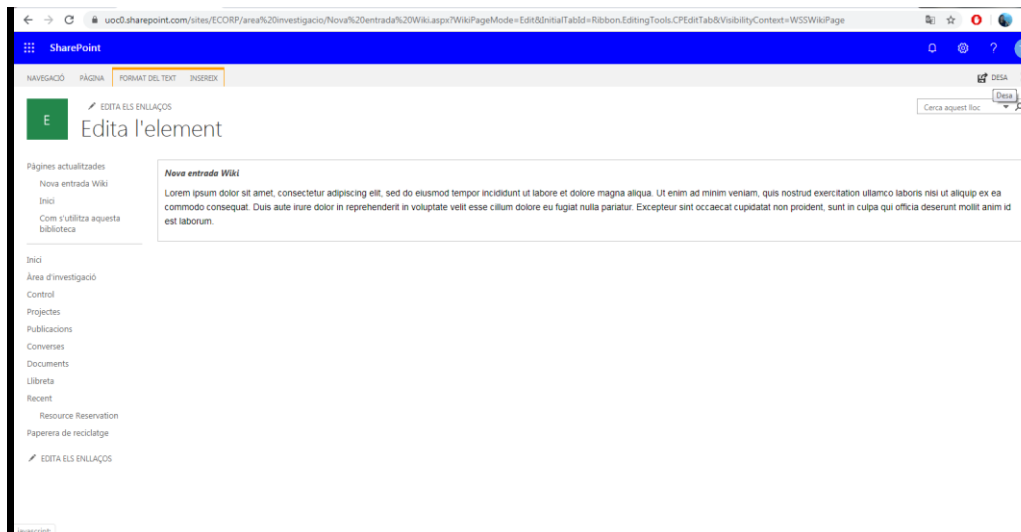 uoc0.sharepoint.com/sites/ECORP/area%20investigacio/Nova%20entrada%20Wiki.aspx?WikiPageMode=Edit&InitialTabId=Ribbon.EditingTools.CPEditTab&VisibilityContext=WSSWikiPage
SharePoint
NAVEGACIÓ PÀGINA FORMAT DEL TEXT INSEREIX
DESA
EDITA ELS ENLLAÇOS
Desa
Cerca aquest lloc
E
Edita l'element
Pàgines actualitzades
Nova entrada Wiki
Inici
Com s'utilitza aquesta
biblioteca
Nova entrada Wiki
Lorem ipsum dolor sit amet, consectetur adipiscing elit, sed do eiusmod tempor incididunt ut labore et dolore magna aliqua. Ut enim ad minim veniam, quis nostrud exercitation ullamco laboris nisi ut aliquip ex ea
commodo consequat. Duis aute irure dolor in reprehenderit in voluptate velit esse cillum dolore eu fugiat nulla pariatur. Excepteur sint occaecat cupidatat non proident, sunt in culpa qui officia deserunt mollit anim id
est laborum.
Inici
Àrea d'investigació
Control
Projectes
Publicacions
Converses
Documents
Llibreta
Recent
Resource Reservation
Paperera de reciclatge
EDITA ELS ENLLAÇOS